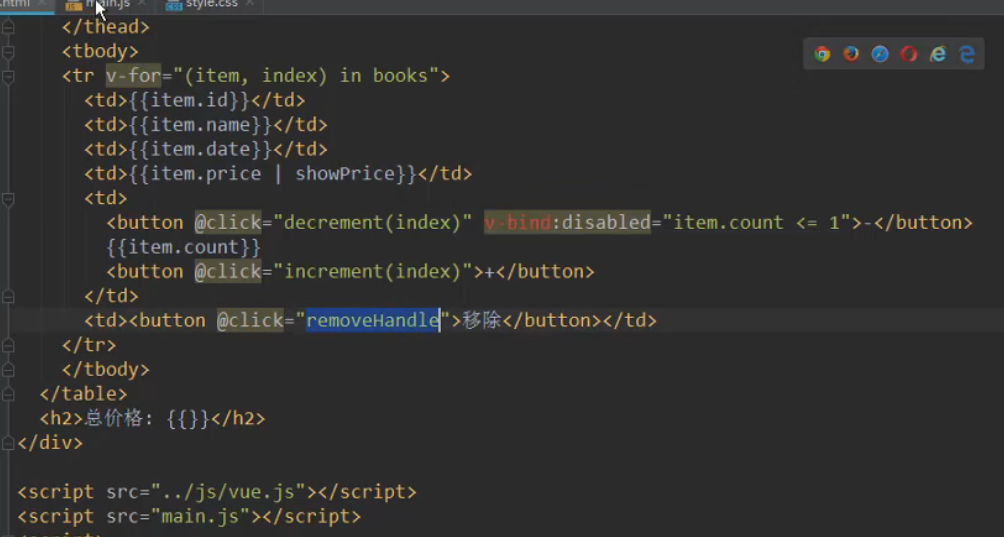 .html main.js style.css
</thead>
<tbody>
<tr v-for="(item, index) in books">
<td>{{item.id}}</td>
<td>{{item.name}}</td>
<td>{{item.date}}</td>
<td>{{item.price | showPrice}}</td>
<td>
<button @click="decrement(index)" v-bind:disabled="item.count <= 1">-</button>
{{item.count}}
<button @click="increment(index)">+</button>
</td>
<td><button @click="removeHandle">移除</button></td>
</tr>
</tbody>
</table>
<h2>总价格: {{}}</h2>
</div>
<script src="../js/vue.js"></script>
<script src="main.js"></script>
<script>